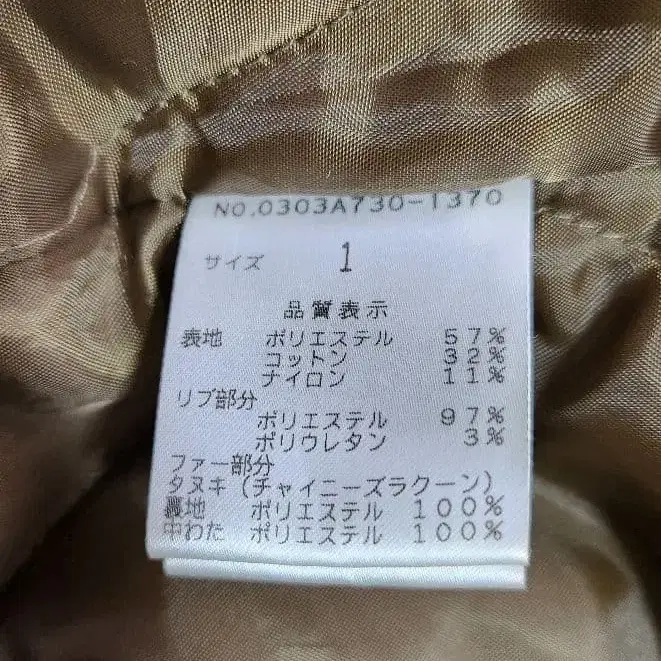 NO.0303A730-1370
サイズ 1
品質表示
表地 ポリエステル 57%
コットン 32%
ナイロン 11%
リブ部分
ポリエステル 97%
ポリウレタン 3%
ファー部分
タヌキ(チャイニーズラクーン)
裏地 ポリエステル 100%
中わた ポリエステル 100%